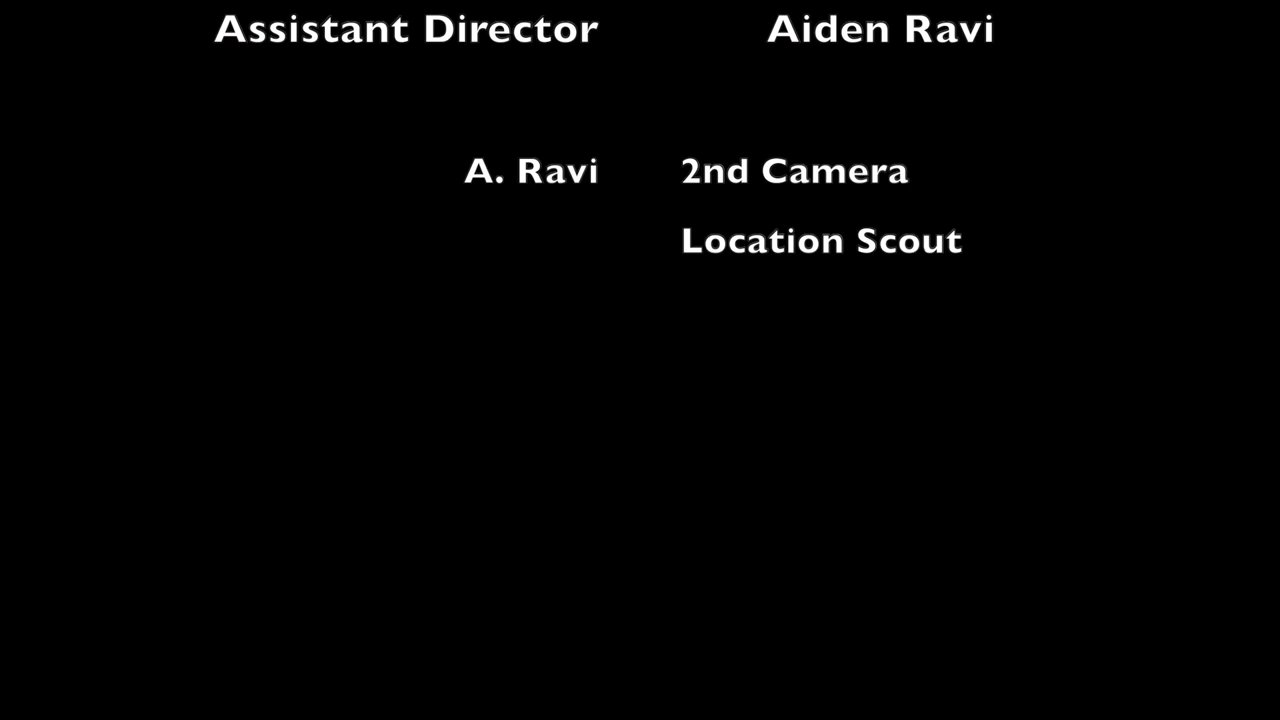 Assistant Director Aiden Ravi
A. Ravi 2nd Camera
Location Scout